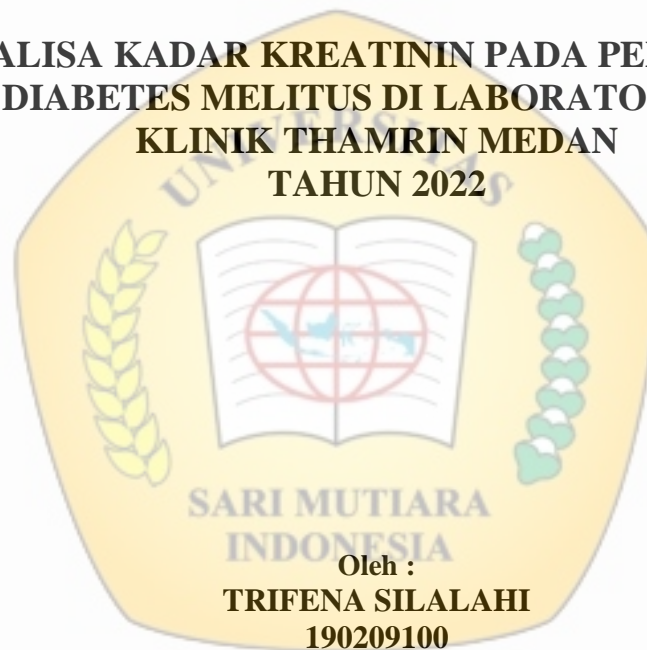 ALISA KADAR KREATININ PADA PE
DIABETES MELITUS DI LABORATO
KLINIK THAMRIN MEDAN
TAHUN 2022
UNIVERSITAS
SARI MUTIARA
INDONESIA
Oleh :
TRIFENA SILALAHI
190209100